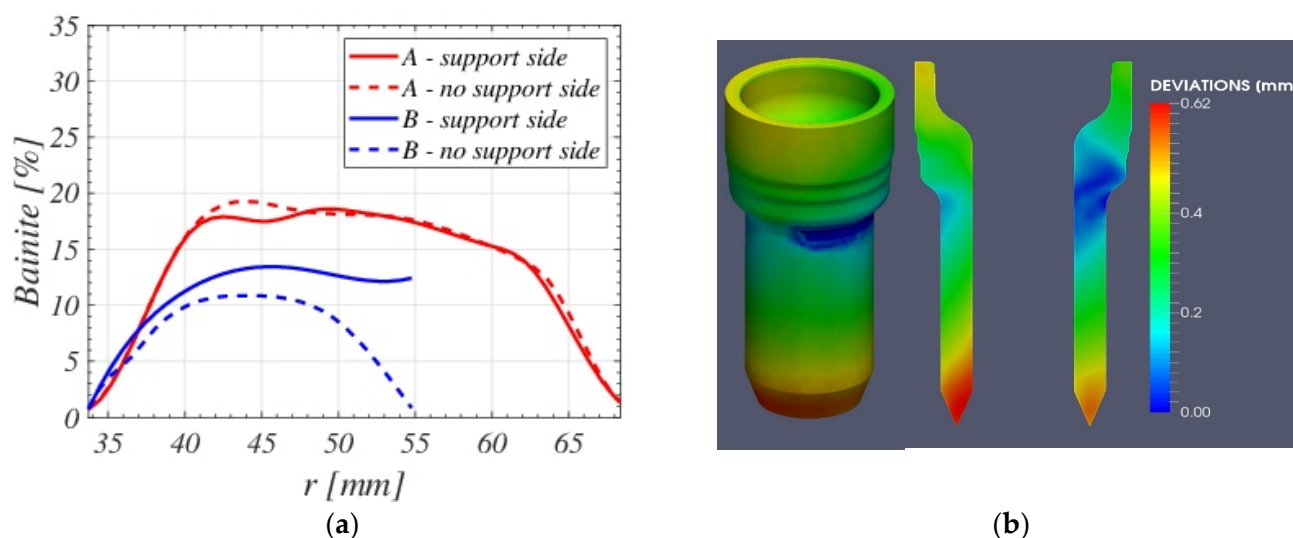 35
30
25
20
15
10
5
0
Bainite [%]
A - support side
A - no support side
B - support side
B - no support side
35 40 45 50 55 60 65
r [mm]
(a)
DEVIATIONS (mm
0.62
0.4
0.2
0.00
(b)